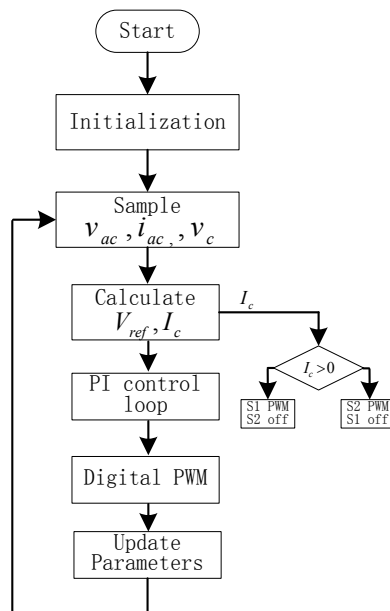 Start
Initialization
Sample
v_ac , i_ac , , v_c
Calculate
V_ref , I_c
I_c
I_c >0
PI control
loop
S1 PWM
S2 off
S2 PWM
S1 off
Digital PWM
Update
Parameters